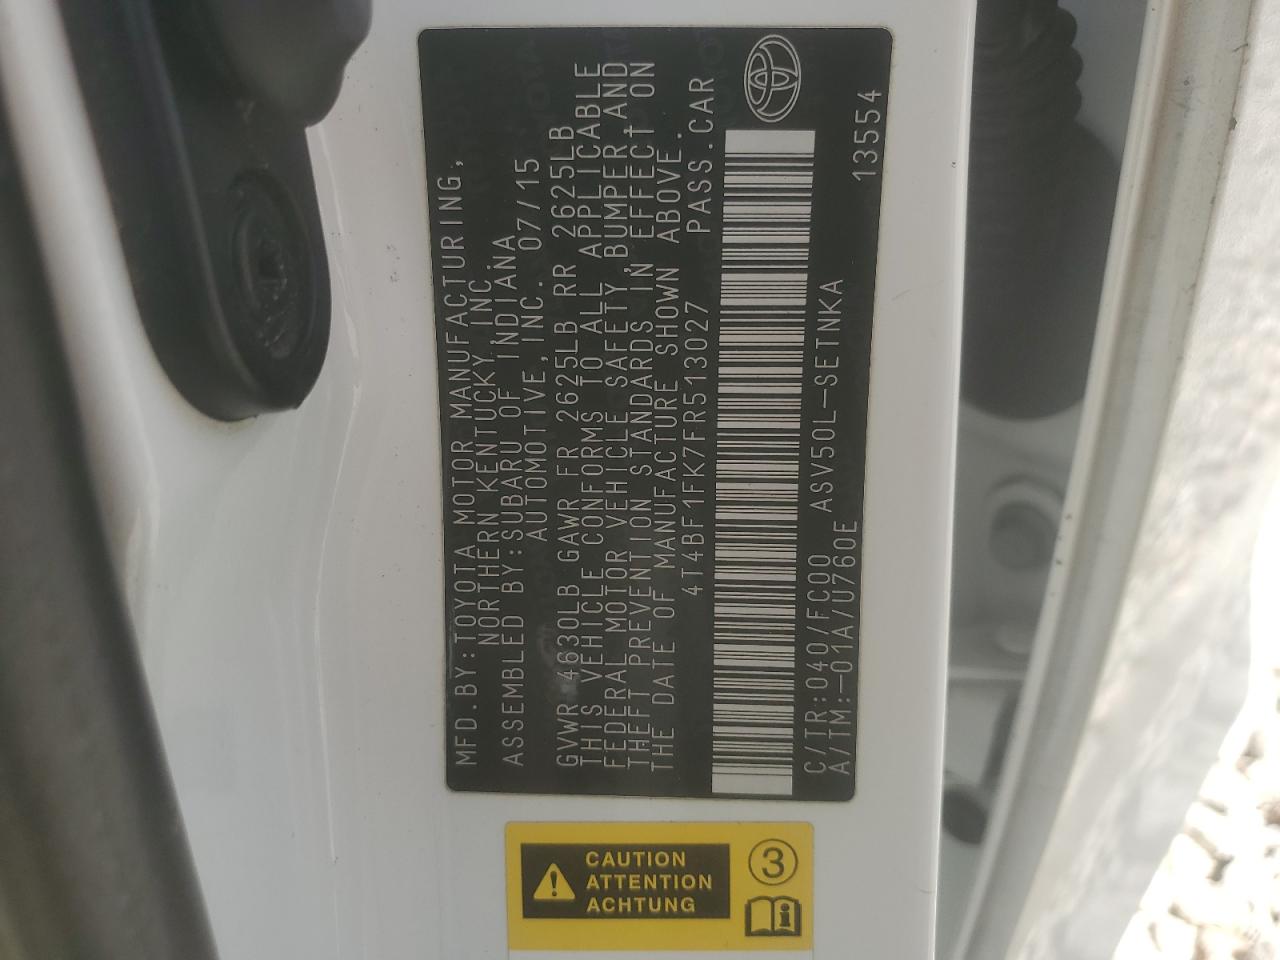 MFD.BY:TOYOTA MOTOR MANUFACTURING,
NORTHERN KENTUCKY,INC.
ASSEMBLED BY:SUBARU OF INDIANA
AUTOMOTIVE,INC. 07/15
GVWR 4630LB GAWR FR 2625LB RR 2625LB
THIS VEHICLE CONFORMS TO ALL APPLICABLE
FEDERAL MOTOR VEHICLE SAFETY,BUMPER,AND
THEFT PREVENTION STANDARDS IN EFFECT ON
THE DATE OF MANUFACTURE SHOWN ABOVE.
4T4BF1FK7FR513027 PASS.CAR
C/TR:040/FC00 ASV50L-SETNKA 13554
A/TM:-01A/U760E
CAUTION
ATTENTION
ACHTUNG
3